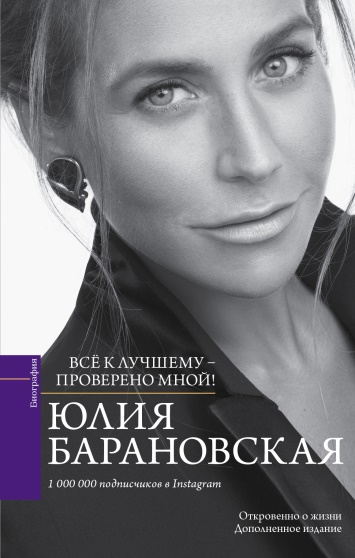 Биография
ВСЁ К ЛУЧШЕМУ –
ПРОВЕРЕНО МНОЙ!
ЮЛИЯ
БАРАНОВСКАЯ
1 000 000 подписчиков в Instagram
Откровенно о жизни
Дополненное издание